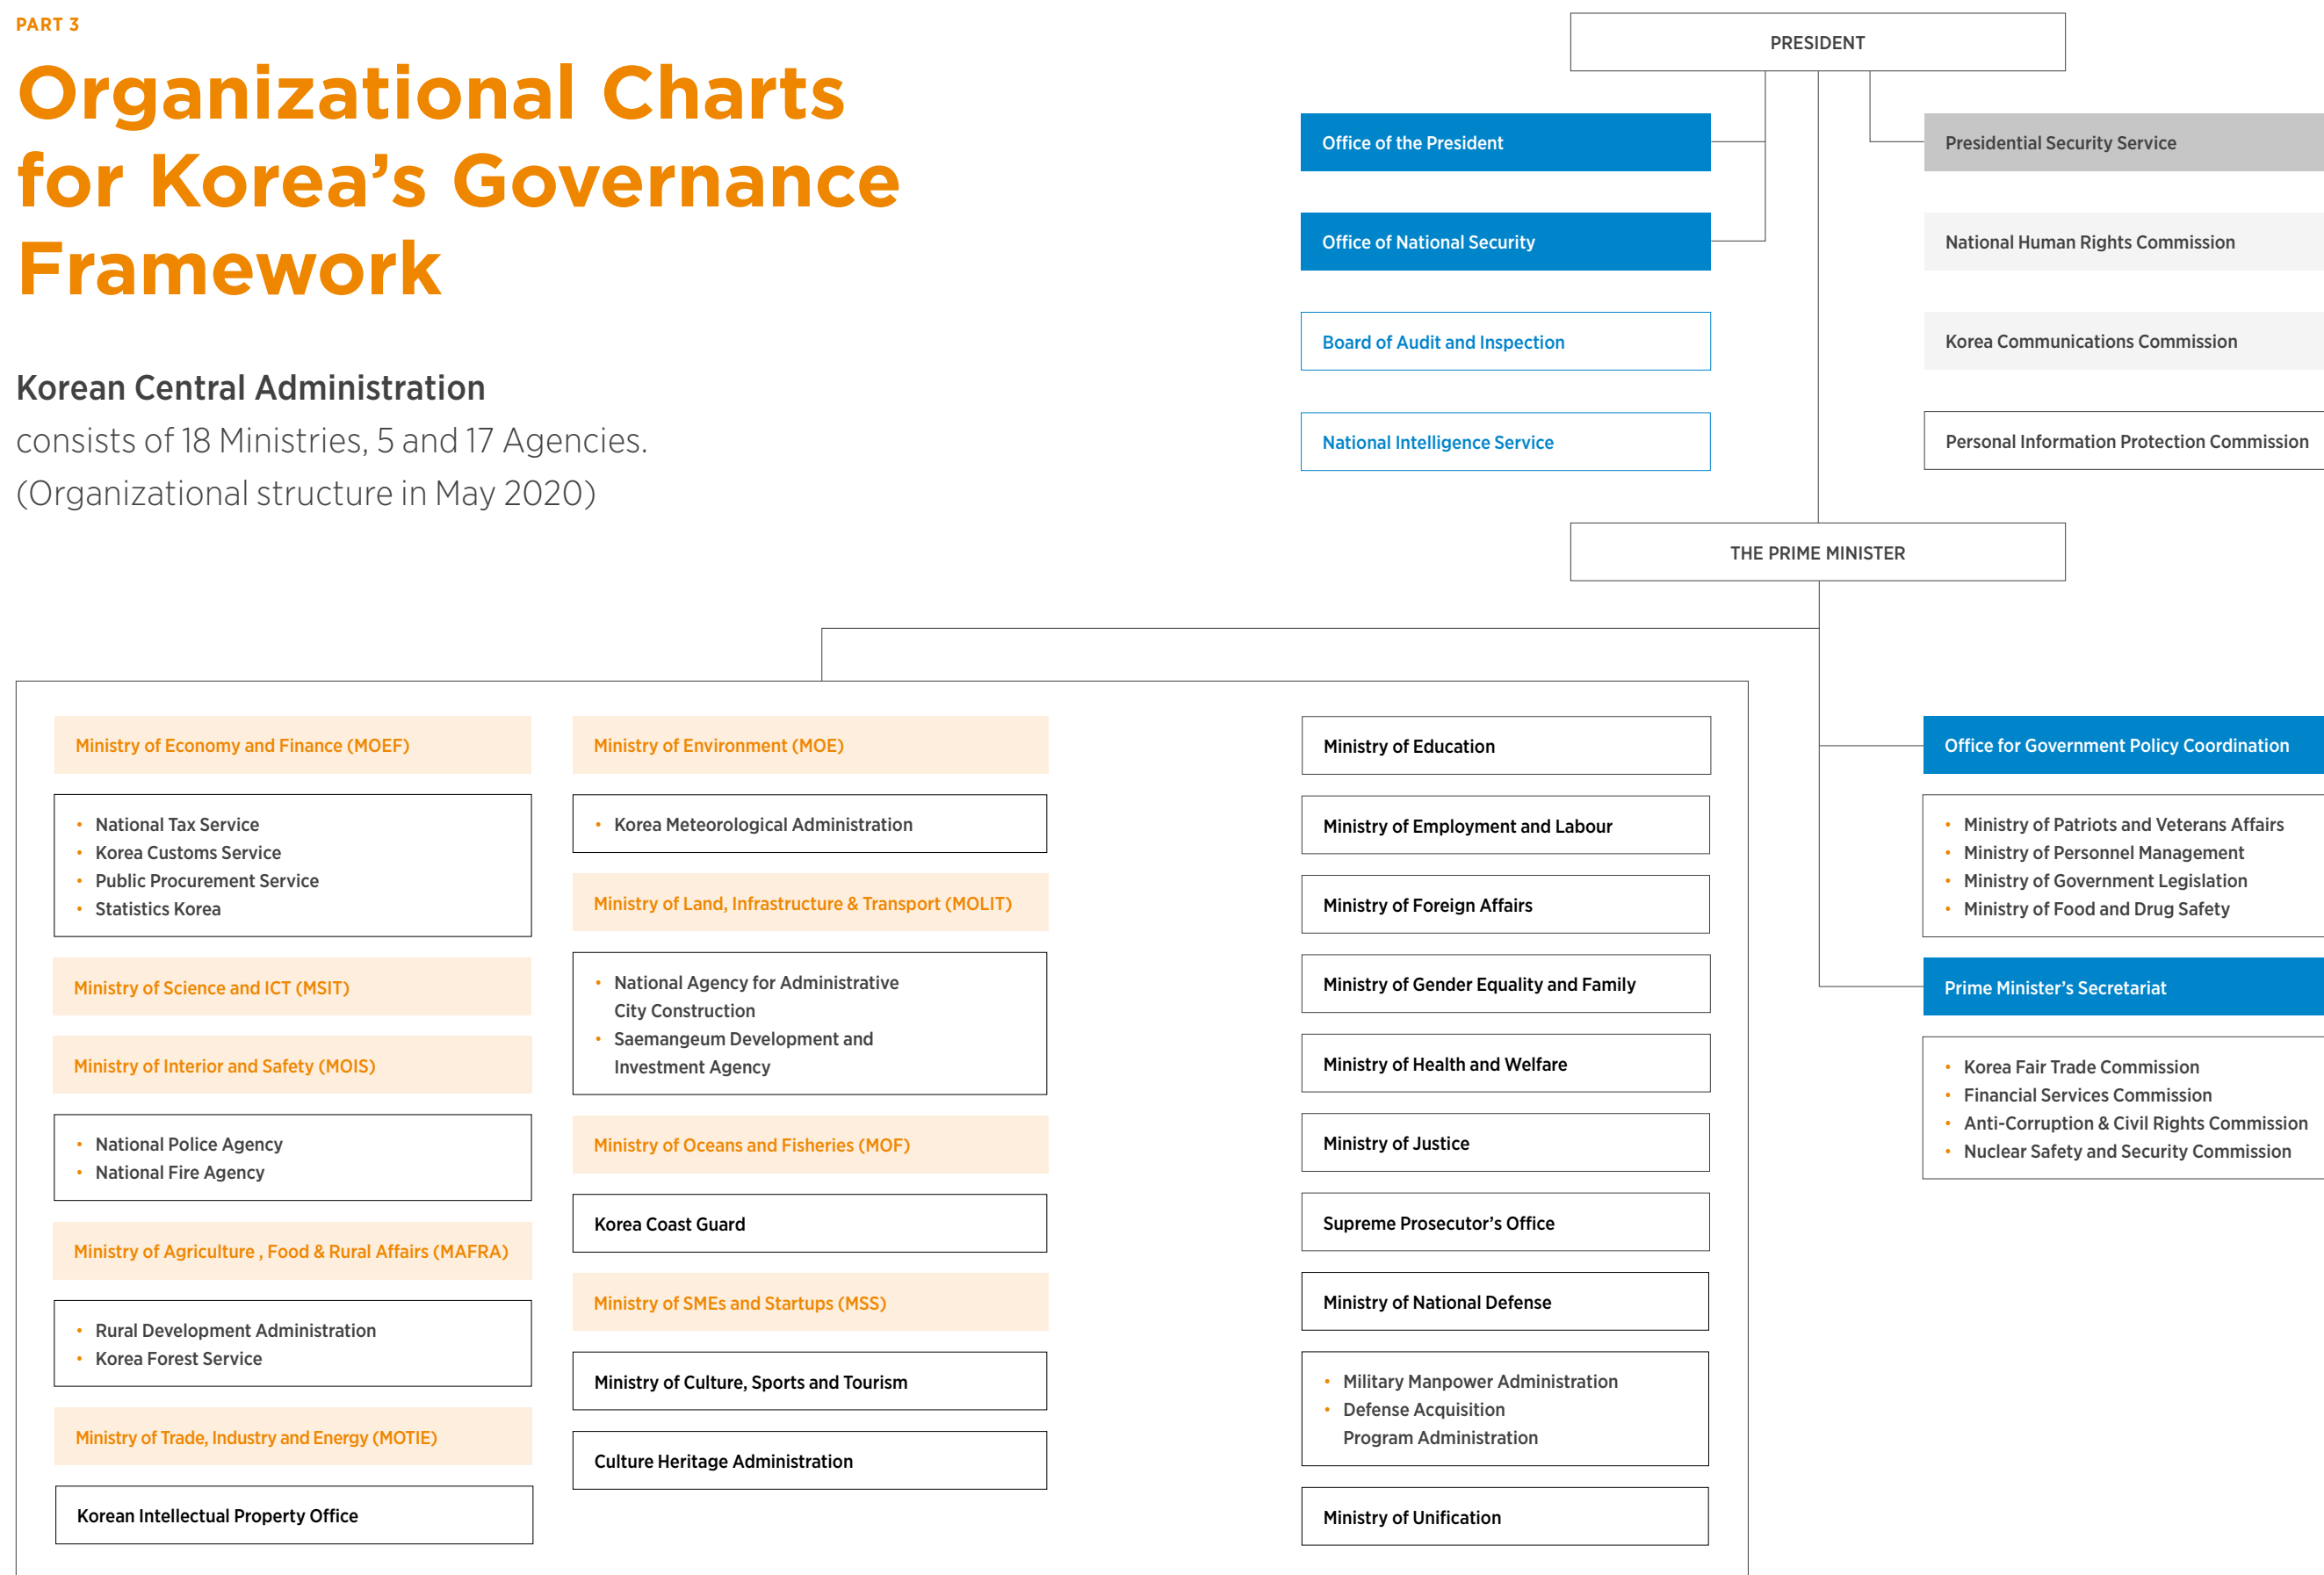 PART 3
Organizational Charts
for Korea’s Governance
Framework
Korean Central Administration
consists of 18 Ministries, 5 and 17 Agencies.
(Organizational structure in May 2020)
PRESIDENT
Office of the President
Office of National Security
Board of Audit and Inspection
National Intelligence Service
Presidential Security Service
National Human Rights Commission
Korea Communications Commission
Personal Information Protection Commission
THE PRIME MINISTER
Ministry of Economy and Finance (MOEF)
• National Tax Service
• Korea Customs Service
• Public Procurement Service
• Statistics Korea
Ministry of Science and ICT (MSIT)
Ministry of Interior and Safety (MOIS)
• National Police Agency
• National Fire Agency
Ministry of Agriculture , Food & Rural Affairs (MAFRA)
• Rural Development Administration
• Korea Forest Service
Ministry of Trade, Industry and Energy (MOTIE)
Korean Intellectual Property Office
Ministry of Environment (MOE)
• Korea Meteorological Administration
Ministry of Land, Infrastructure & Transport (MOLIT)
• National Agency for Administrative
City Construction
• Saemangeum Development and
Investment Agency
Ministry of Oceans and Fisheries (MOF)
Korea Coast Guard
Ministry of SMEs and Startups (MSS)
Ministry of Culture, Sports and Tourism
Culture Heritage Administration
Ministry of Education
Ministry of Employment and Labour
Ministry of Foreign Affairs
Ministry of Gender Equality and Family
Ministry of Health and Welfare
Ministry of Justice
Supreme Prosecutor’s Office
Ministry of National Defense
• Military Manpower Administration
• Defense Acquisition
Program Administration
Ministry of Unification
Office for Government Policy Coordination
• Ministry of Patriots and Veterans Affairs
• Ministry of Personnel Management
• Ministry of Government Legislation
• Ministry of Food and Drug Safety
Prime Minister’s Secretariat
• Korea Fair Trade Commission
• Financial Services Commission
• Anti-Corruption & Civil Rights Commission
• Nuclear Safety and Security Commission